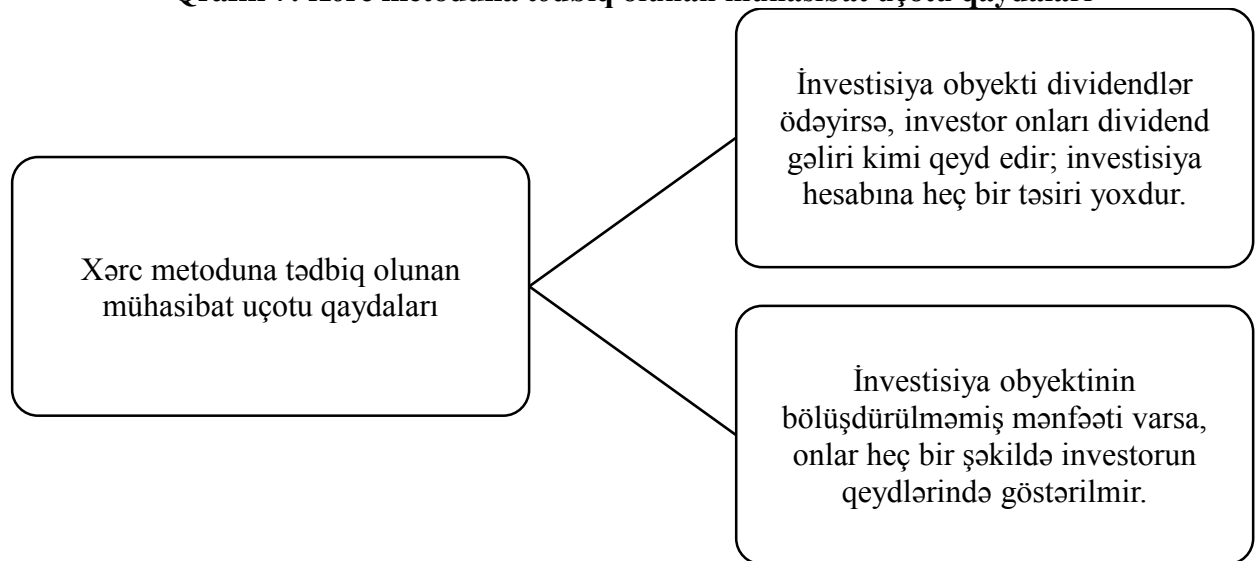 Xərc metoduna tədbiq olunan
mühasibat uçotu qaydaları
İnvestisiya obyekti dividendlər
ödəyirsə, investor onları dividend
gəliri kimi qeyd edir; investisiya
hesabına heç bir təsiri yoxdur.
İnvestisiya obyektinin
bölüşdürülməmiş mənfəəti varsa,
onlar heç bir şəkildə investorun
qeydlərində göstərilmir.